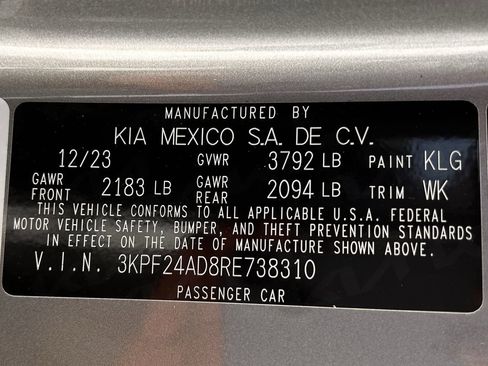 MANUFACTURED BY
KIA MEXICO S.A. DE C.V.
12/23 GVWR 3792 LB PAINT KLG
GAWR FRONT 2183 LB GAWR REAR 2094 LB TRIM WK
THIS VEHICLE CONFORMS TO ALL APPLICABLE U.S.A. FEDERAL
MOTOR VEHICLE SAFETY, BUMPER, AND THEFT PREVENTION STANDARDS
IN EFFECT ON THE DATE OF MANUFACTURE SHOWN ABOVE.
V.I.N. 3KPF24AD8RE738310
PASSENGER CAR